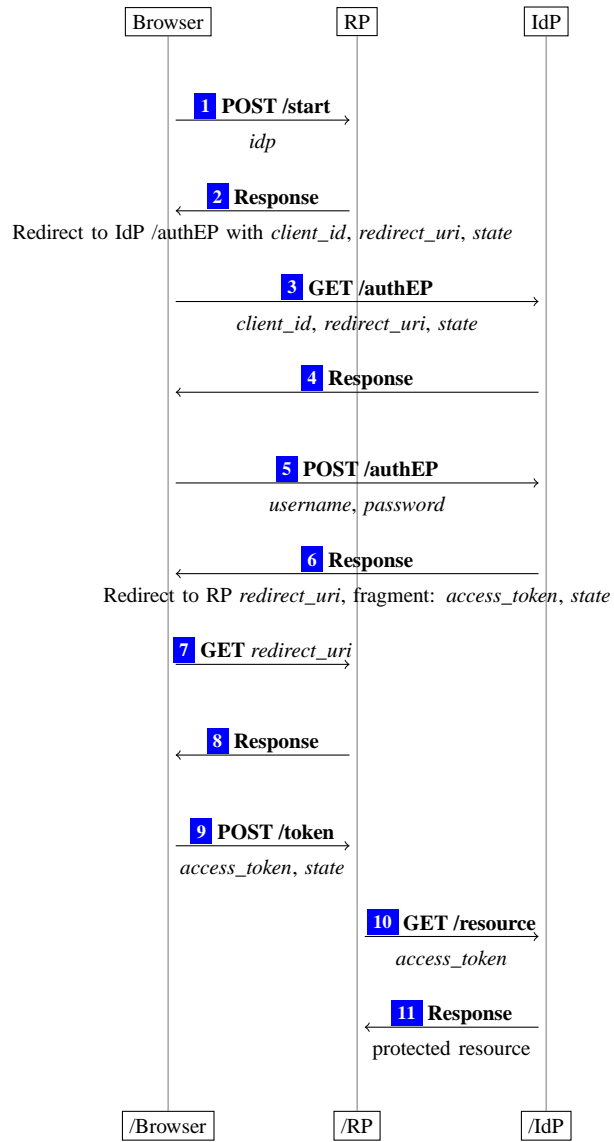 Browser RP IdP
1 POST /start
idp
2 Response
Redirect to IdP /authEP with client_id, redirect_uri, state
3 GET /authEP
client_id, redirect_uri, state
4 Response
5 POST /authEP
username, password
6 Response
Redirect to RP redirect_uri, fragment: access_token, state
7 GET redirect_uri
8 Response
9 POST /token
access_token, state
10 GET /resource
access_token
11 Response
protected resource
/Browser /RP /IdP